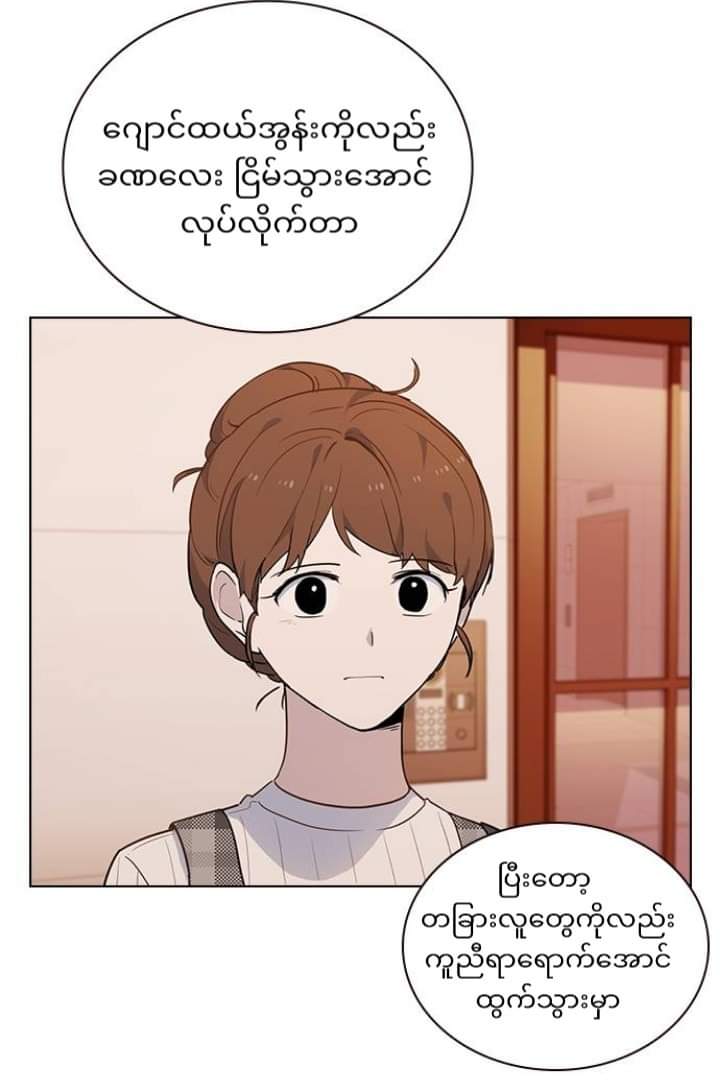 ဂျောင်ထယ်အွန်းကိုလည်း
ခဏလေး ငြိမ်သွားအောင်
လုပ်လိုက်တာ
ပြီးတော့
တခြားလူတွေကိုလည်း
ကူညီရာရောက်အောင်
ထွက်သွားမှာ